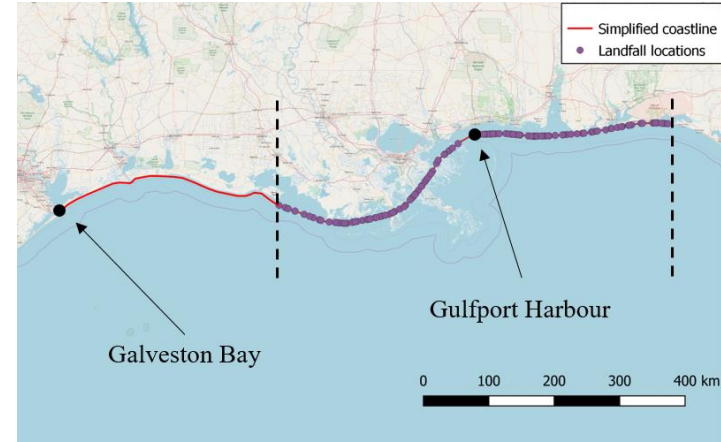 Simplified coastline
Landfall locations
Gulfport Harbour
Galveston Bay
0 100 200 300 400 km